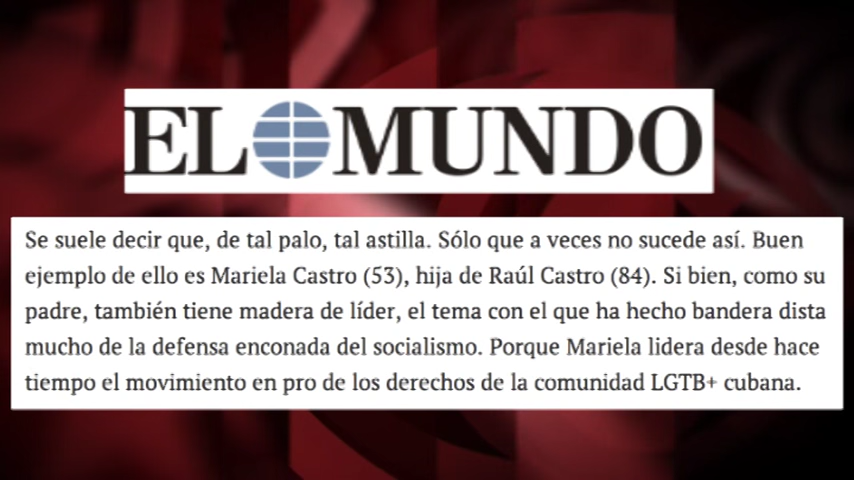 EL MUNDO
Se suele decir que, de tal palo, tal astilla. Sólo que a veces no sucede así. Buen
ejemplo de ello es Mariela Castro (53), hija de Raúl Castro (84). Si bien, como su
padre, también tiene madera de líder, el tema con el que ha hecho bandera dista
mucho de la defensa enconada del socialismo. Porque Mariela lidera desde hace
tiempo el movimiento en pro de los derechos de la comunidad LGTB+ cubana.